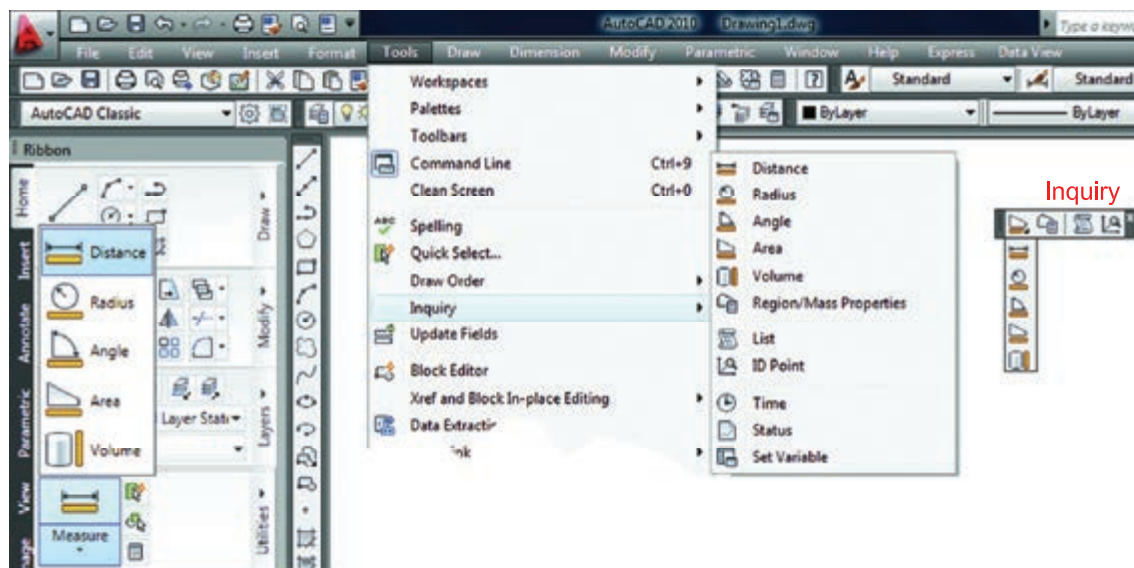 AutoCAD 2010 Drawing1.dwg
Type a keyw
File Edit View Insert Format Tools Draw Dimension Modify Parametric Window Help Express Data View
Standard Standard
AutoCAD Classic
ByLayer ByLayer
Ribbon
Home
Insert
Annotate
Parametric
View
Draw
Modify
Layers
Utilities
Layer State
Distance
Radius
Angle
Area
Volume
Measure
Workspaces
Palettes
Toolbars
Command Line Ctrl+9
Clean Screen Ctrl+0
ABC Spelling
Quick Select...
Draw Order
Inquiry
Update Fields
Block Editor
Xref and Block In-place Editing
Data Extractio
Distance
Radius
Angle
Area
Volume
Region/Mass Properties
List
ID Point
Time
Status
Set Variable
Inquiry